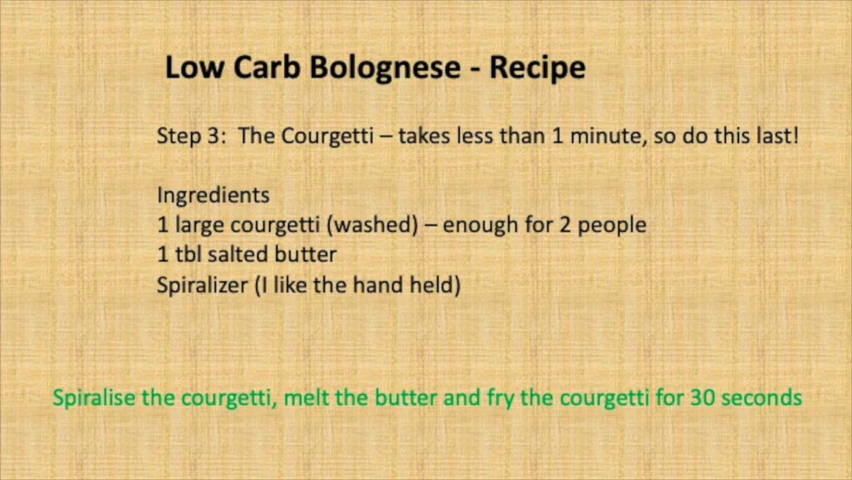 Low Carb Bolognese - Recipe
Step 3:  The Courgetti – takes less than 1 minute, so do this last!
Ingredients
1 large courgetti (washed) – enough for 2 people
1 tbl salted butter
Spiralizer (I like the hand held)
Spiralise the courgetti, melt the butter and fry the courgetti for 30 seconds